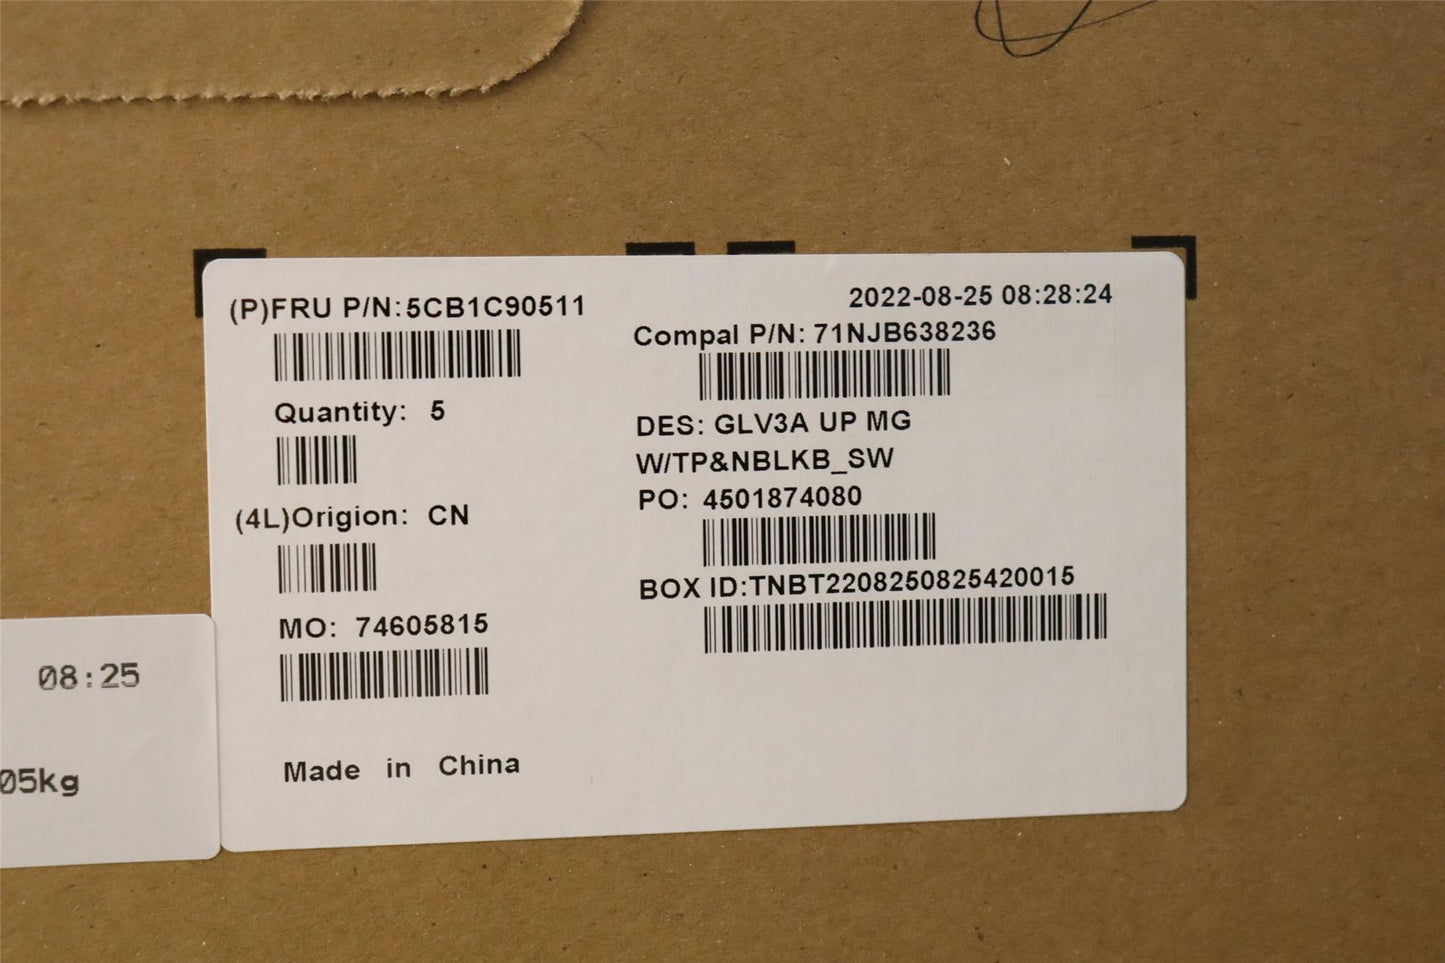 (P)FRU P/N:5CB1C90511
Quantity: 5
(4L)Origion: CN
MO: 74605815
Made in China
2022-08-25 08:28:24
Compal P/N: 71NJB638236
DES: GLV3A UP MG
W/TP&NBLKB_SW
PO: 4501874080
BOX ID:TNBT2208250825420015
08:25
05kg